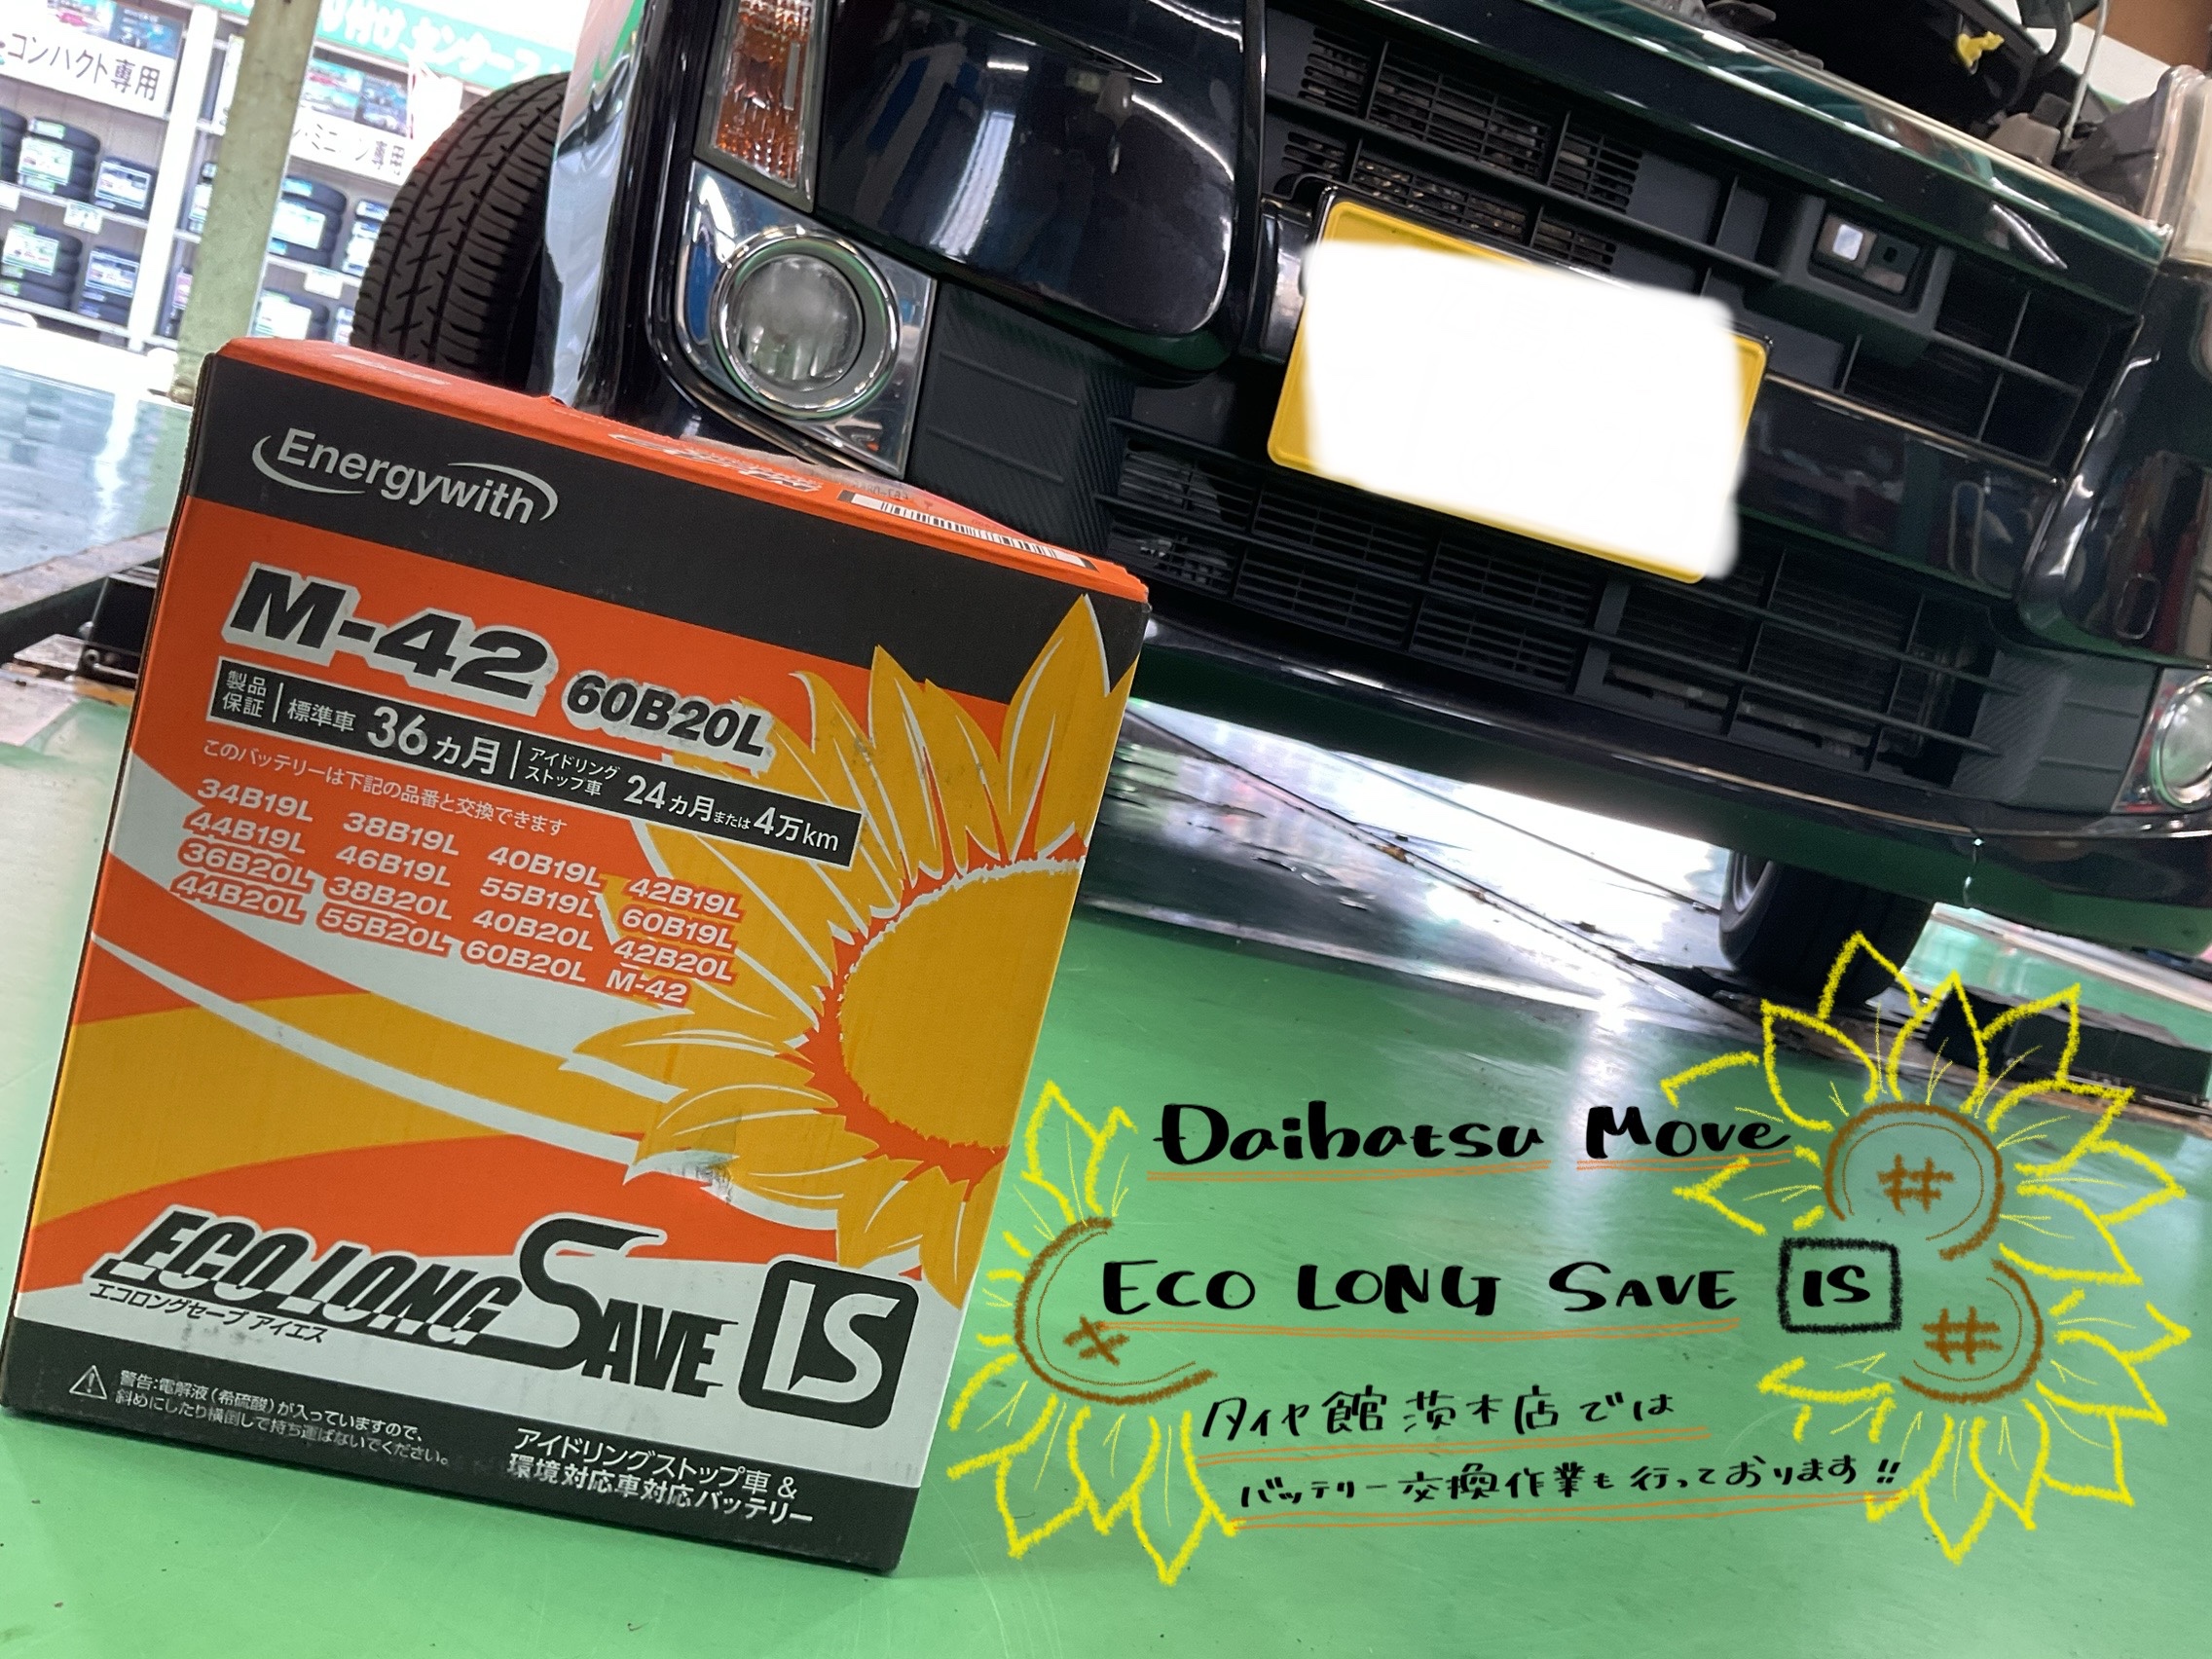 コンパクト専用
Energywith
M-42 60B20L
製品保証 標準車 36ヵ月 アイドリングストップ車 24ヵ月または4万km
このバッテリーは下記の品番と交換できます
34B19L 38B19L 40B19L 42B19L
44B19L 46B19L 55B19L 60B19L
36B20L 38B20L 40B20L 42B20L
44B20L 55B20L 60B20L M-42
ECO LONG SAVE IS
エコロングセーブ アイエス
警告:電解液(希硫酸)が入っていますので、
斜めにしたり横倒しで持ち運ばないでください。
アイドリングストップ車 &
環境対応車対応バッテリー
Daihatsu Move
ECO LONG SAVE IS
タイヤ館 茨木店では
バッテリー交換作業も行っております!!